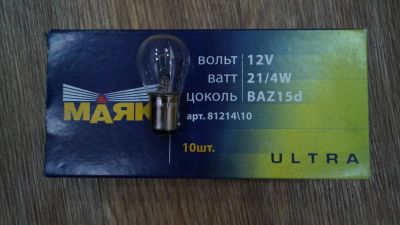 вольт 12V
ватт 21/4W
цоколь BAZ15d
арт. 81214\10
МАЯК
10шт.
ULTRA